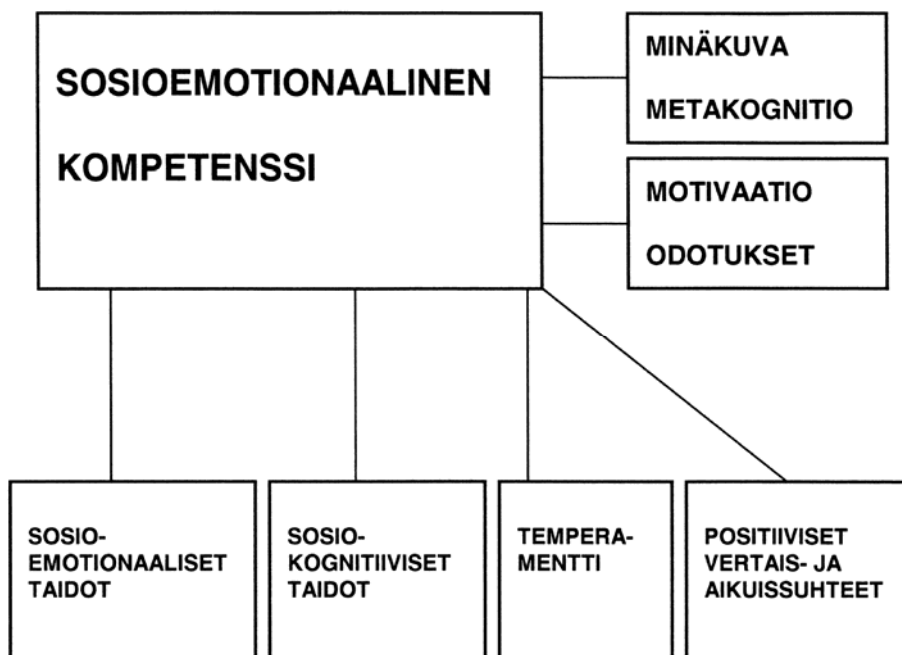 SOSIOEMOTIONAALINEN
KOMPETENSSI
MINÄKUVA
METAKOGNITIO
MOTIVAATIO
ODOTUKSET
SOSIO-
EMOTIONAALISET
TAIDOT
SOSIO-
KOGNITIIVISET
TAIDOT
TEMPERA-
MENTTI
POSITIIVISET
VERTAIS- JA
AIKUISSUHTEET